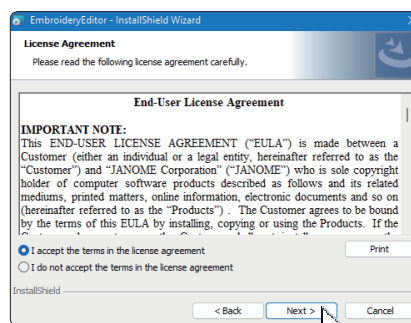 EmbroideryEditor - InstallShield Wizard
License Agreement
Please read the following license agreement carefully.
End-User License Agreement
IMPORTANT NOTE:
This END-USER LICENSE AGREEMENT (“EULA”) is made between a
Customer (either an individual or a legal entity, hereinafter referred to as the
“Customer”) and “JANOME Corporation” (“JANOME”) who is sole copyright
holder of computer software products described as follows and its related
mediums, printed matters, online information, electronic documents and so on
(hereinafter referred to as the “Products”) . The Customer agrees to be bound
by the terms of this EULA by installing, copying or using the Products. If the
I accept the terms in the license agreement
Print
I do not accept the terms in the license agreement
InstallShield
< Back
Next >
Cancel